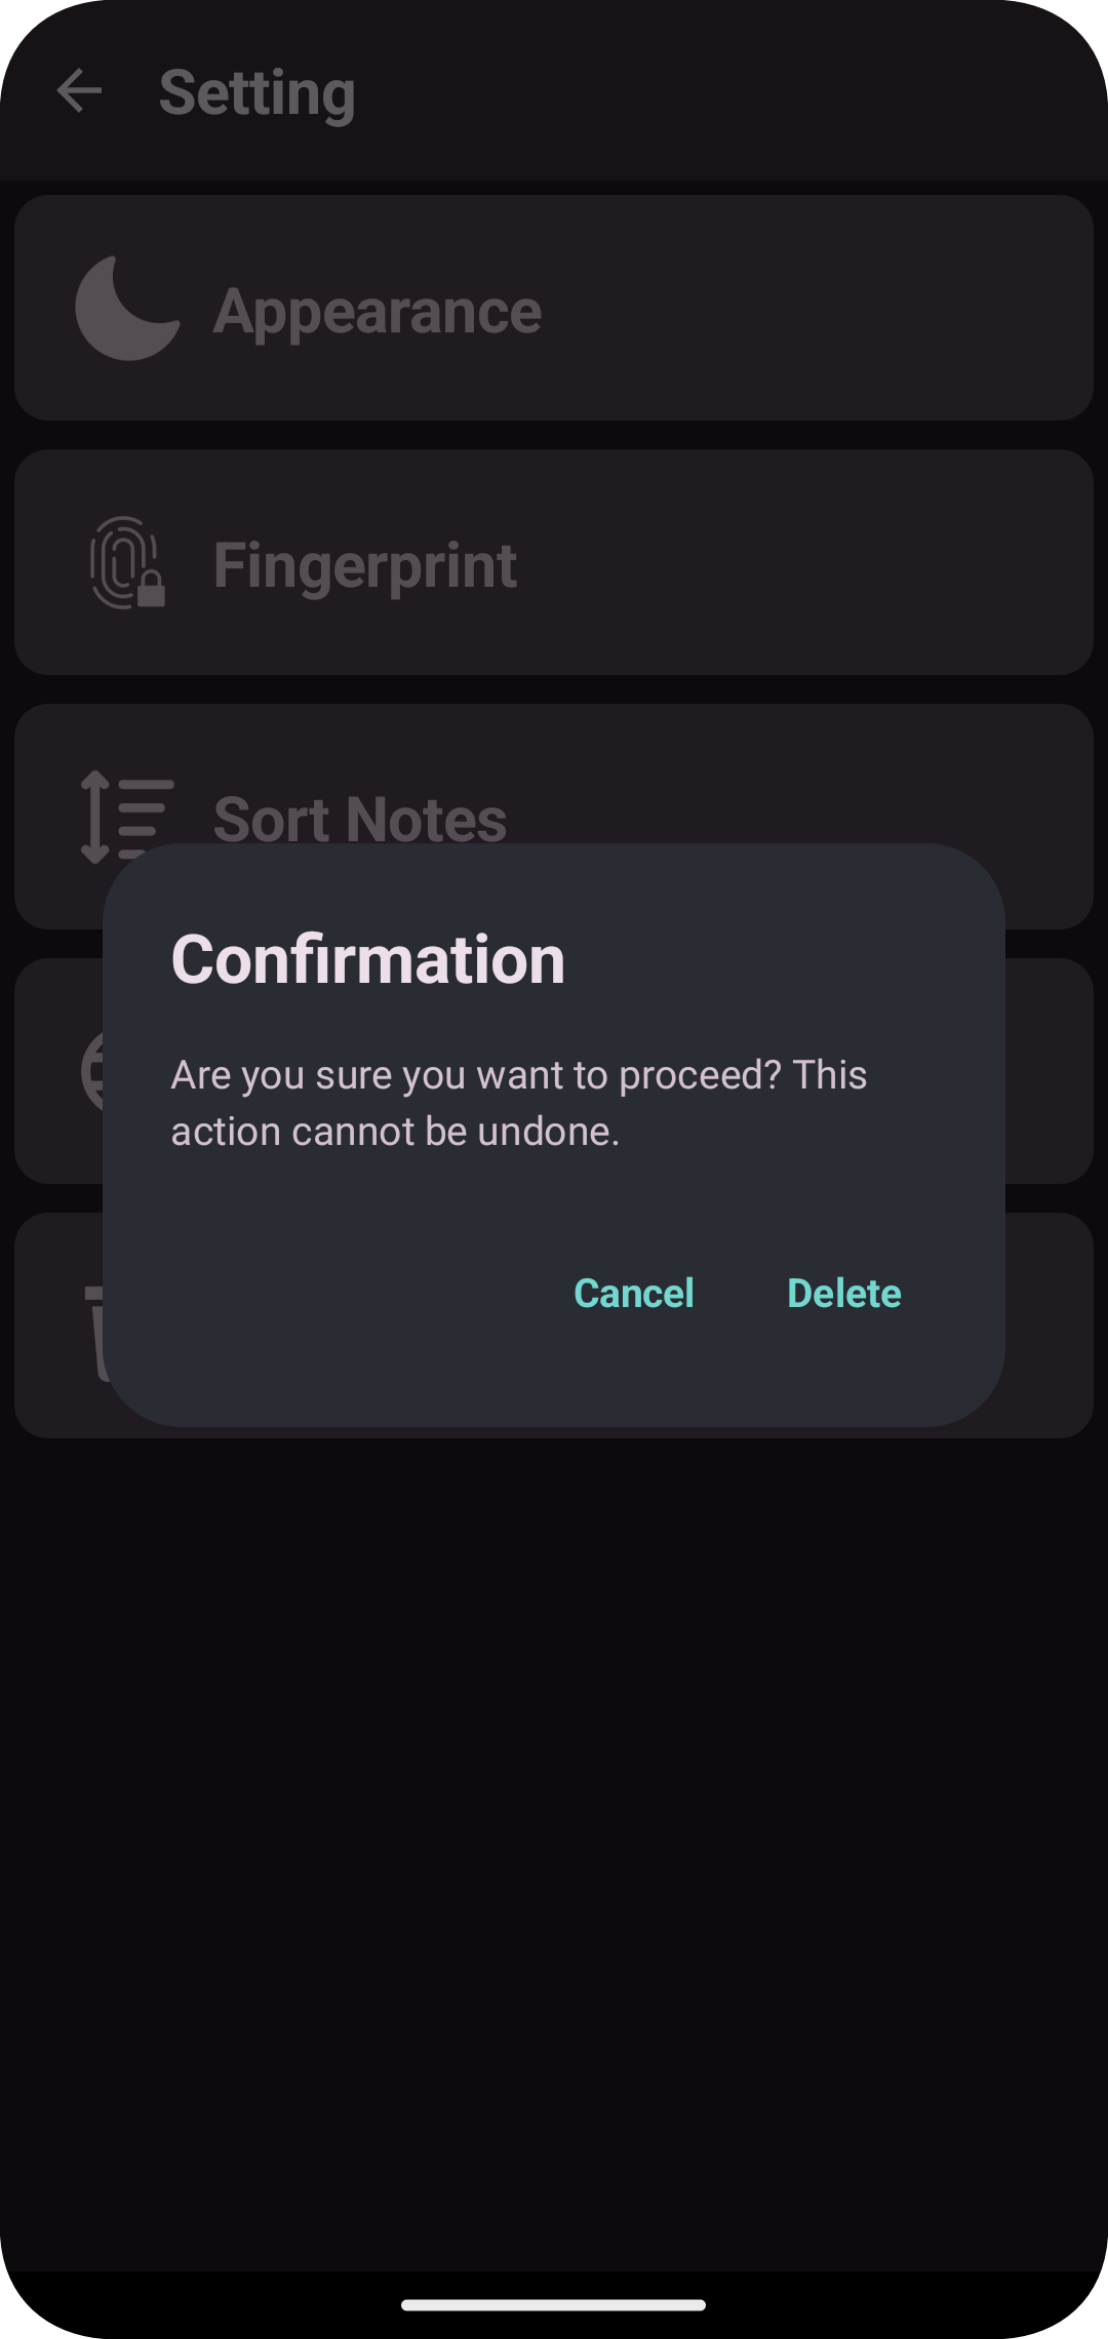 Setting
Appearance
Fingerprint
Sort Notes
Confirmation
Are you sure you want to proceed? This
action cannot be undone.
Cancel Delete